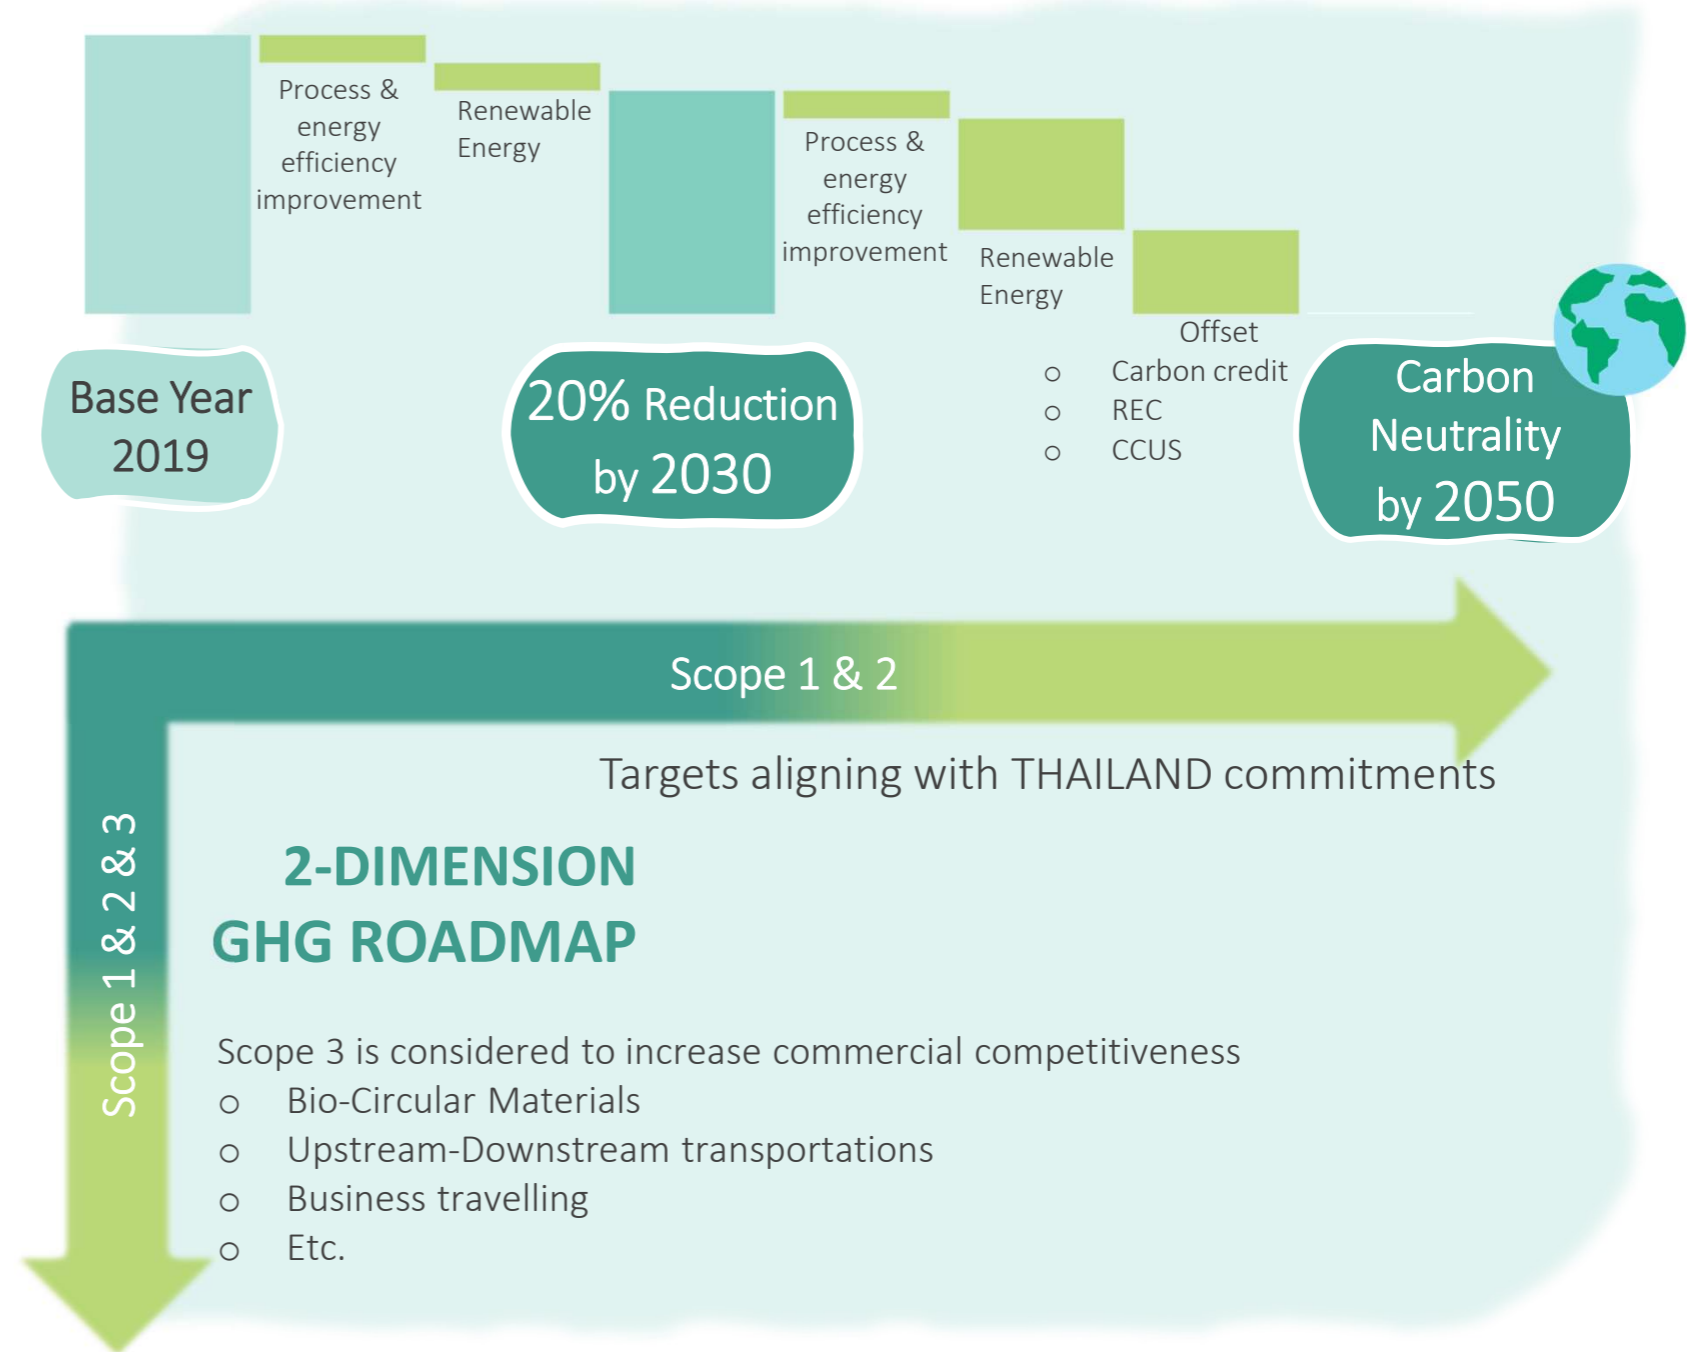 Process &
energy
efficiency
improvement
Renewable
Energy
Process &
energy
efficiency
improvement
Renewable
Energy
Offset
o Carbon credit
o REC
o CCUS
Base Year
2019
20% Reduction
by 2030
Carbon
Neutrality
by 2050
Scope 1 & 2
Targets aligning with THAILAND commitments
Scope 1 & 2 & 3
2-DIMENSION
GHG ROADMAP
Scope 3 is considered to increase commercial competitiveness
o Bio-Circular Materials
o Upstream-Downstream transportations
o Business travelling
o Etc.